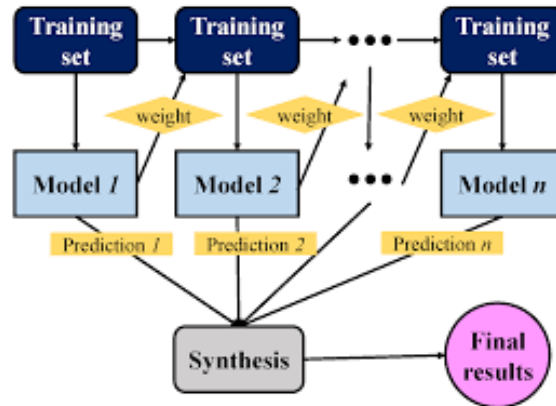 Training
set
Training
set
Training
set
weight
weight
weight
Model 1
Model 2
Model n
Prediction 1
Prediction 2
Prediction n
Synthesis
Final
results